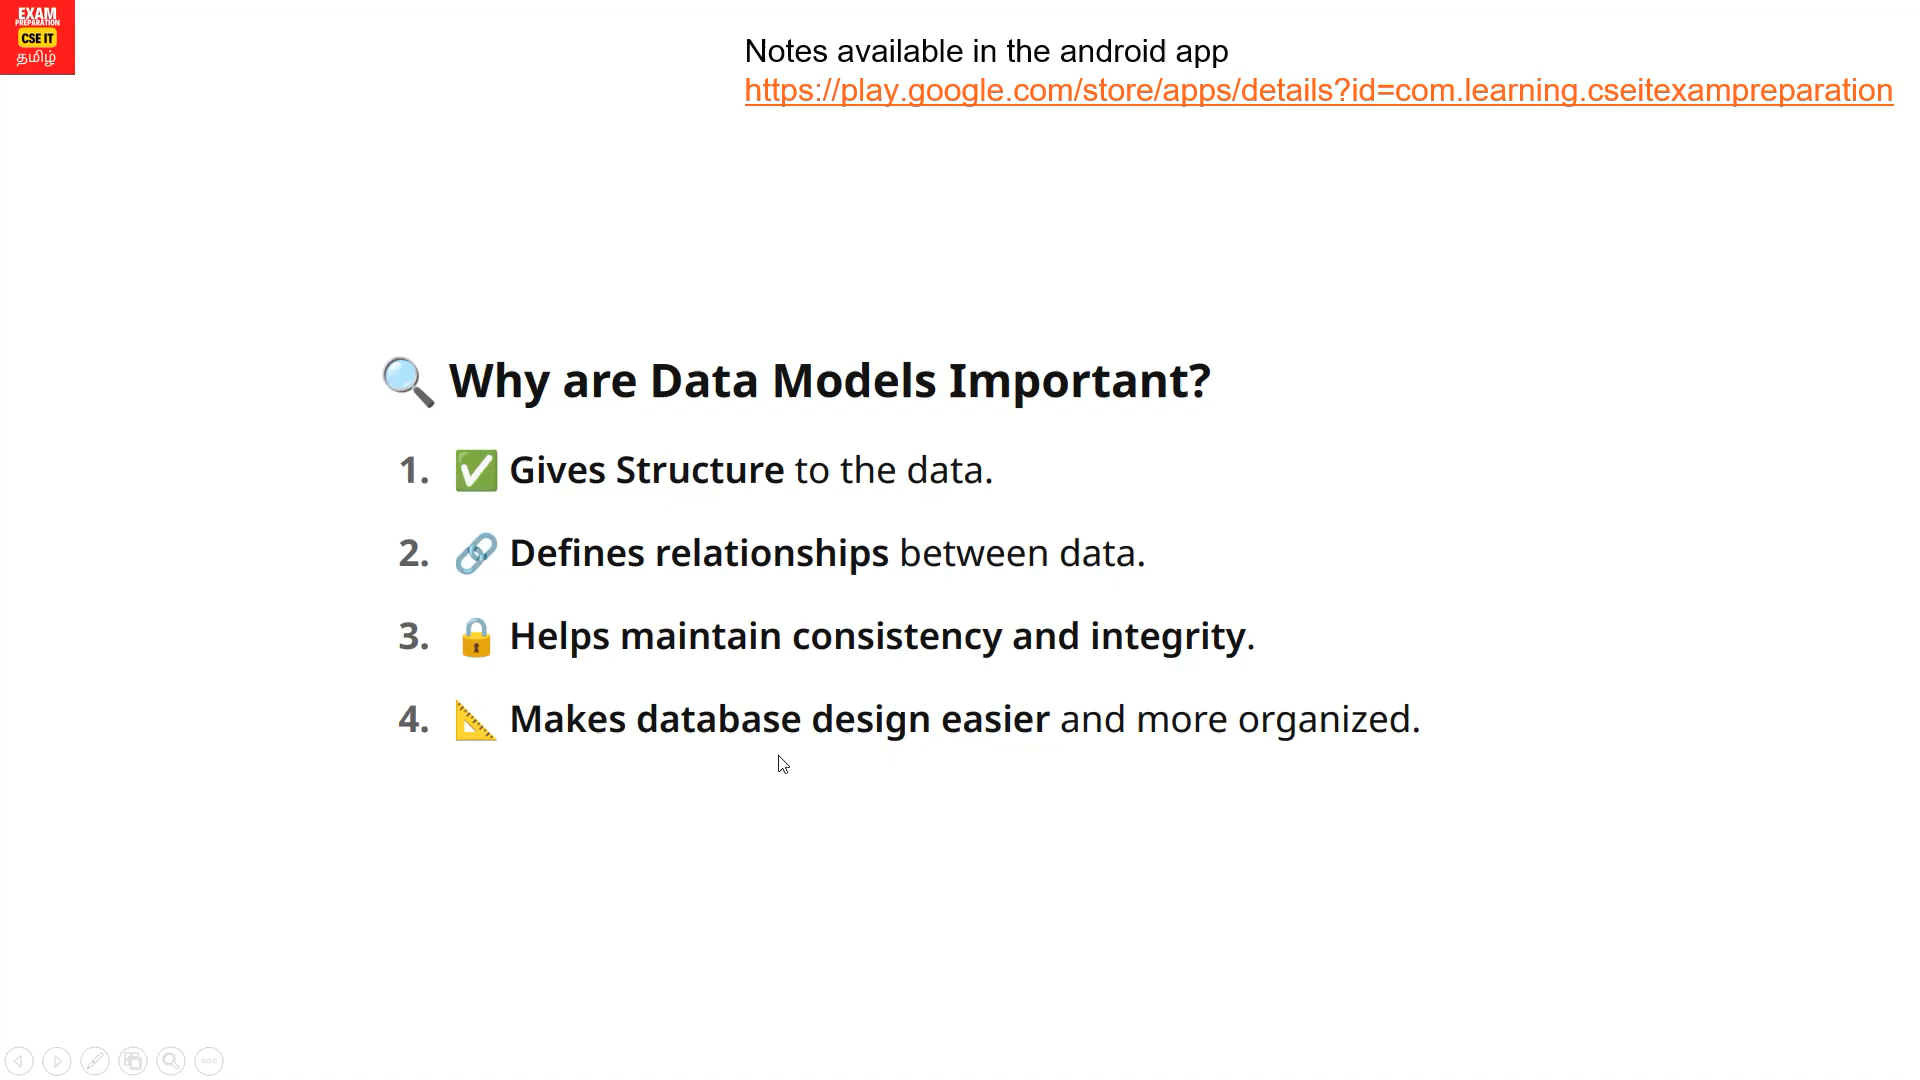 EXAM
PREPARATION
CSE IT
தமிழ்
Notes available in the android app
https://play.google.com/store/apps/details?id=com.learning.cseitexampreparation
🔍 Why are Data Models Important?
1. ✅ Gives Structure to the data.
2. 🔗 Defines relationships between data.
3. 🔒 Helps maintain consistency and integrity.
4. 📐 Makes database design easier and more organized.